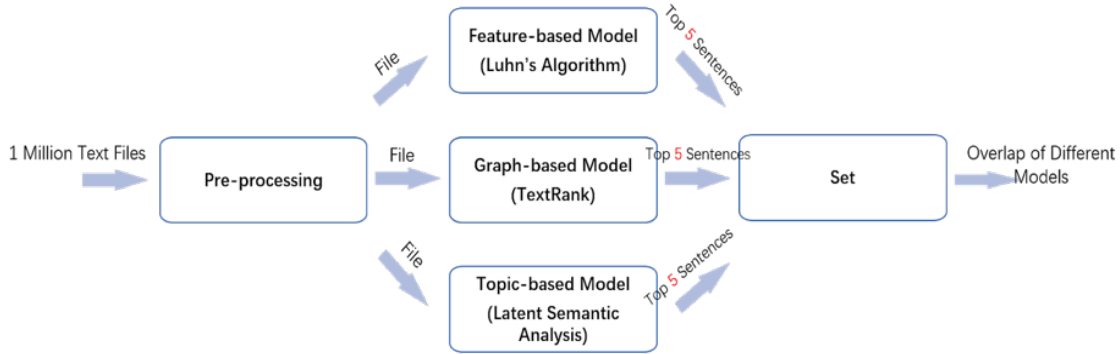 1 Million Text Files
Pre-processing
File
File
File
Feature-based Model
(Luhn's Algorithm)
Graph-based Model
(TextRank)
Topic-based Model
(Latent Semantic
Analysis)
Top 5 Sentences
Top 5 Sentences
Top 5 Sentences
Set
Overlap of Different
Models